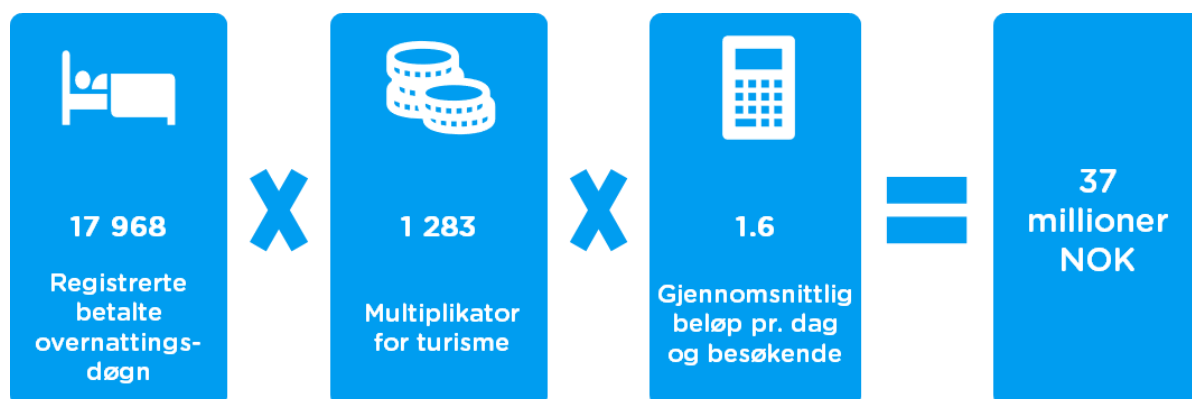 17 968
Registrerte
betalte
overnattings-
døgn
1 283
Multiplikator
for turisme
1.6
Gjennomsnittlig
beløp pr. dag
og besøkende
37
millioner
NOK